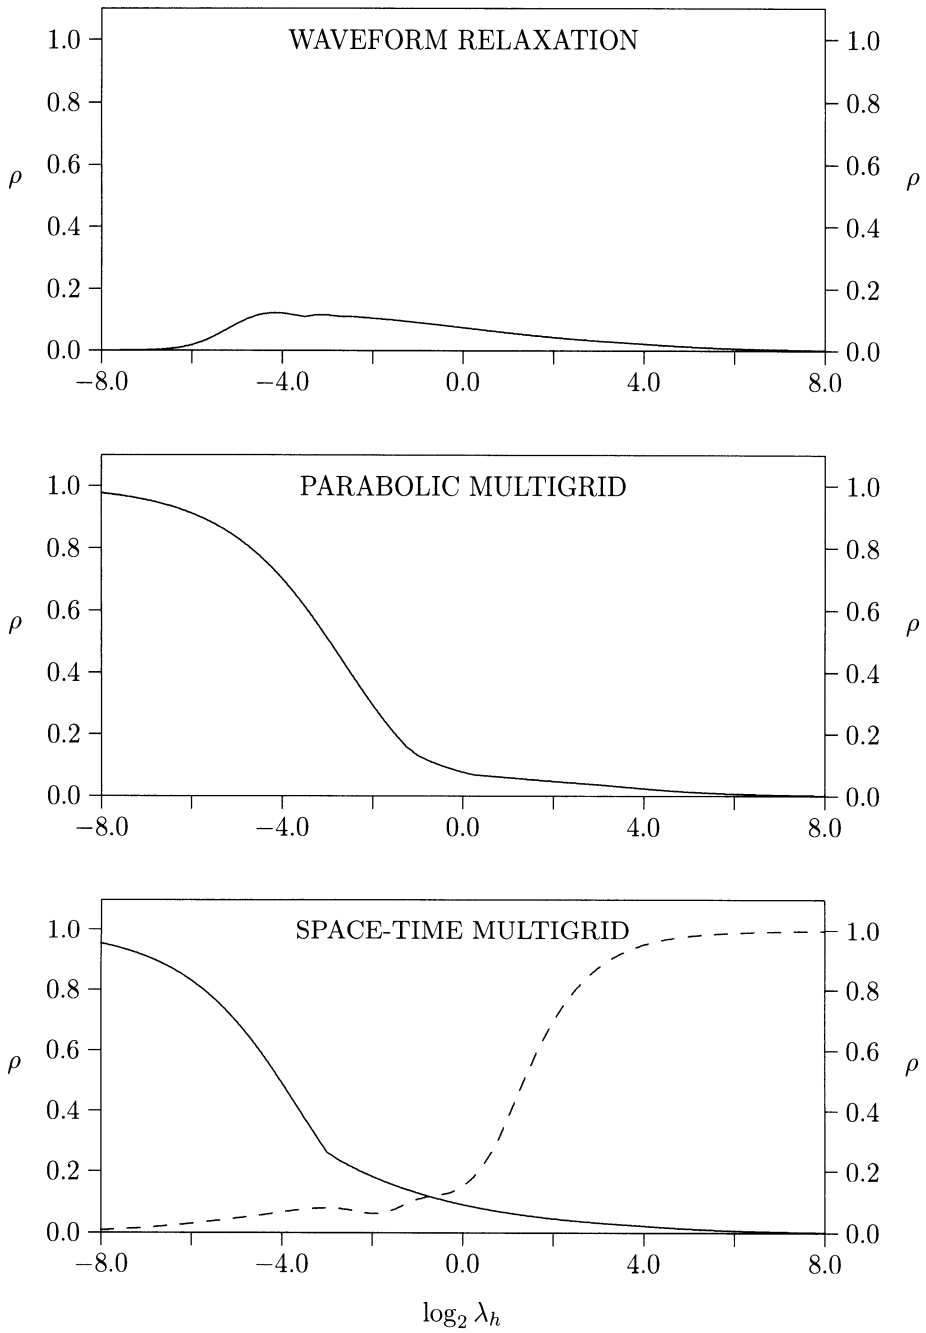 WAVEFORM RELAXATION
1.0 1.0
0.8 0.8
0.6 0.6
ρ ρ
0.4 0.4
0.2 0.2
0.0 0.0
−8.0 −4.0 0.0 4.0 8.0
PARABOLIC MULTIGRID
1.0 1.0
0.8 0.8
0.6 0.6
ρ ρ
0.4 0.4
0.2 0.2
0.0 0.0
−8.0 −4.0 0.0 4.0 8.0
SPACE-TIME MULTIGRID
1.0 1.0
0.8 0.8
0.6 0.6
ρ ρ
0.4 0.4
0.2 0.2
0.0 0.0
−8.0 −4.0 0.0 4.0 8.0
log₂ λₕ